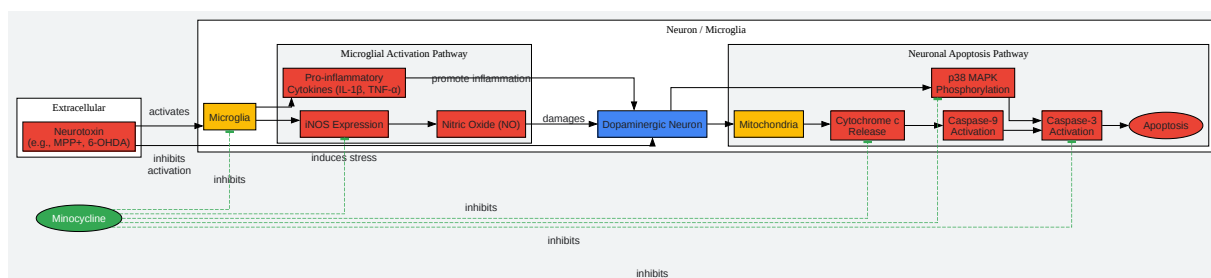 Neuron / Microglia
Microglial Activation Pathway
Neuronal Apoptosis Pathway
Pro-inflammatory
Cytokines (IL-1β, TNF-α)
promote inflammation
p38 MAPK
Phosphorylation
Extracellular
activates
Microglia
iNOS Expression
Nitric Oxide (NO)
damages
Dopaminergic Neuron
Mitochondria
Cytochrome c
Release
Caspase-9
Activation
Caspase-3
Activation
Apoptosis
Neurotoxin
(e.g., MPP+, 6-OHDA)
inhibits
activation
induces stress
inhibits
Minocycline
inhibits
inhibits
inhibits